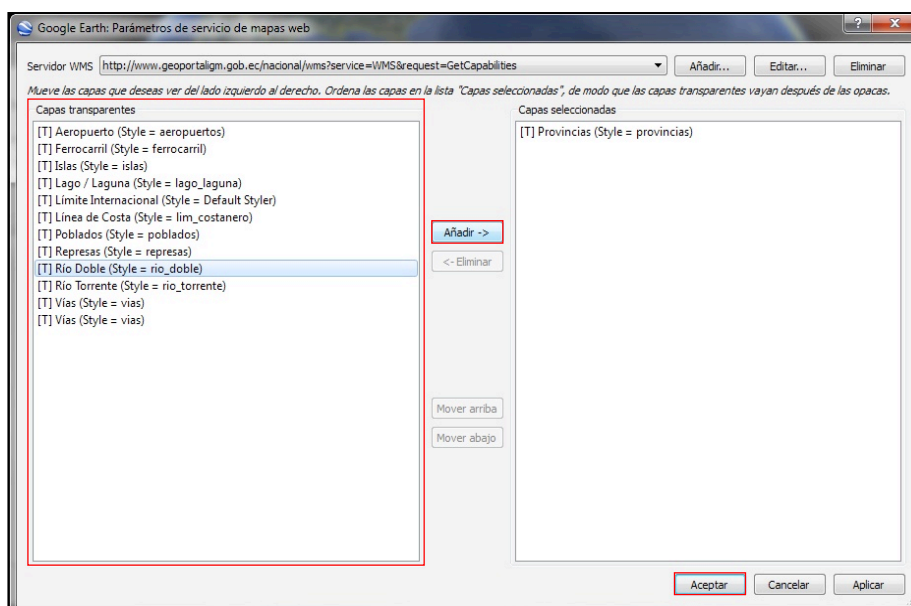 Google Earth: Parámetros de servicio de mapas web
?
X
Servidor WMS
http://www.geoportaligm.gob.ec/nacional/wms?service=WMS&request=GetCapabilities
Añadir...
Editar...
Eliminar
Mueve las capas que deseas ver del lado izquierdo al derecho. Ordena las capas en la lista "Capas seleccionadas", de modo que las capas transparentes vayan después de las opacas.
Capas transparentes
[T] Aeropuerto (Style = aeropuertos)
[T] Ferrocarril (Style = ferrocarril)
[T] Islas (Style = islas)
[T] Lago / Laguna (Style = lago_laguna)
[T] Límite Internacional (Style = Default Styler)
[T] Línea de Costa (Style = lim_costanero)
[T] Poblados (Style = poblados)
[T] Represas (Style = represas)
[T] Río Doble (Style = rio_doble)
[T] Río Torrente (Style = rio_torrente)
[T] Vías (Style = vias)
[T] Vías (Style = vias)
Añadir ->
<- Eliminar
Mover arriba
Mover abajo
Capas seleccionadas
[T] Provincias (Style = provincias)
Aceptar
Cancelar
Aplicar